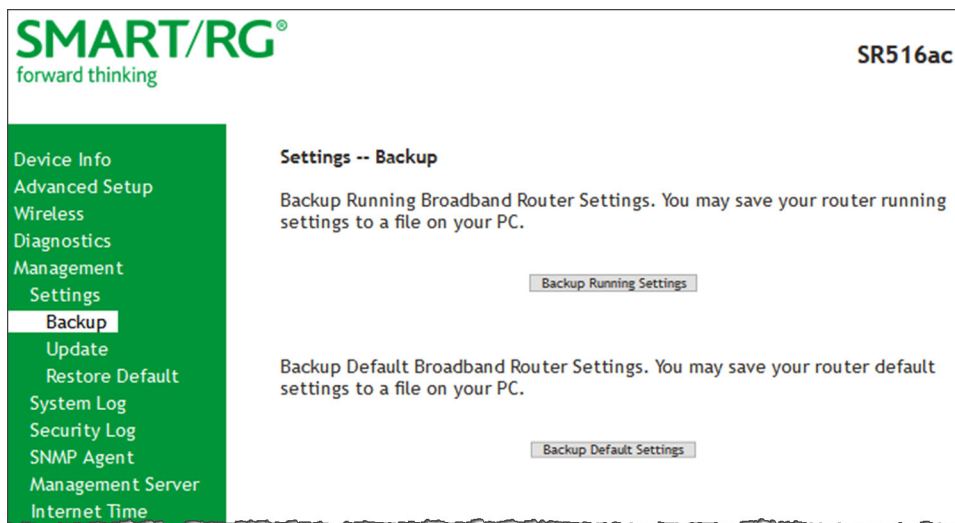 SMART/RG®
forward thinking
SR516ac
Device Info
Advanced Setup
Wireless
Diagnostics
Management
Settings
Backup
Update
Restore Default
System Log
Security Log
SNMP Agent
Management Server
Internet Time
Settings -- Backup
Backup Running Broadband Router Settings. You may save your router running
settings to a file on your PC.
Backup Running Settings
Backup Default Broadband Router Settings. You may save your router default
settings to a file on your PC.
Backup Default Settings